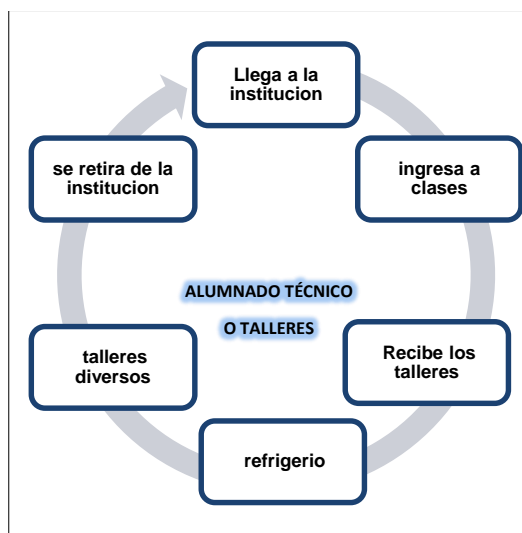 Llega a la
institucion
ingresa a
clases
Recibe los
talleres
refrigerio
talleres
diversos
se retira de la
institucion
ALUMNADO TÉCNICO
O TALLERES